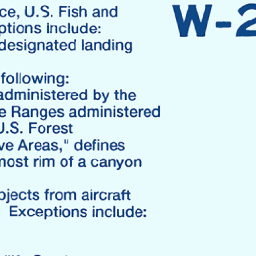 ce, U.S. Fish and
ptions include:
designated landing
following:
administered by the
e Ranges administered
U.S. Forest
ve Areas," defines
most rim of a canyon
bjects from aircraft
Exceptions include:
W-2